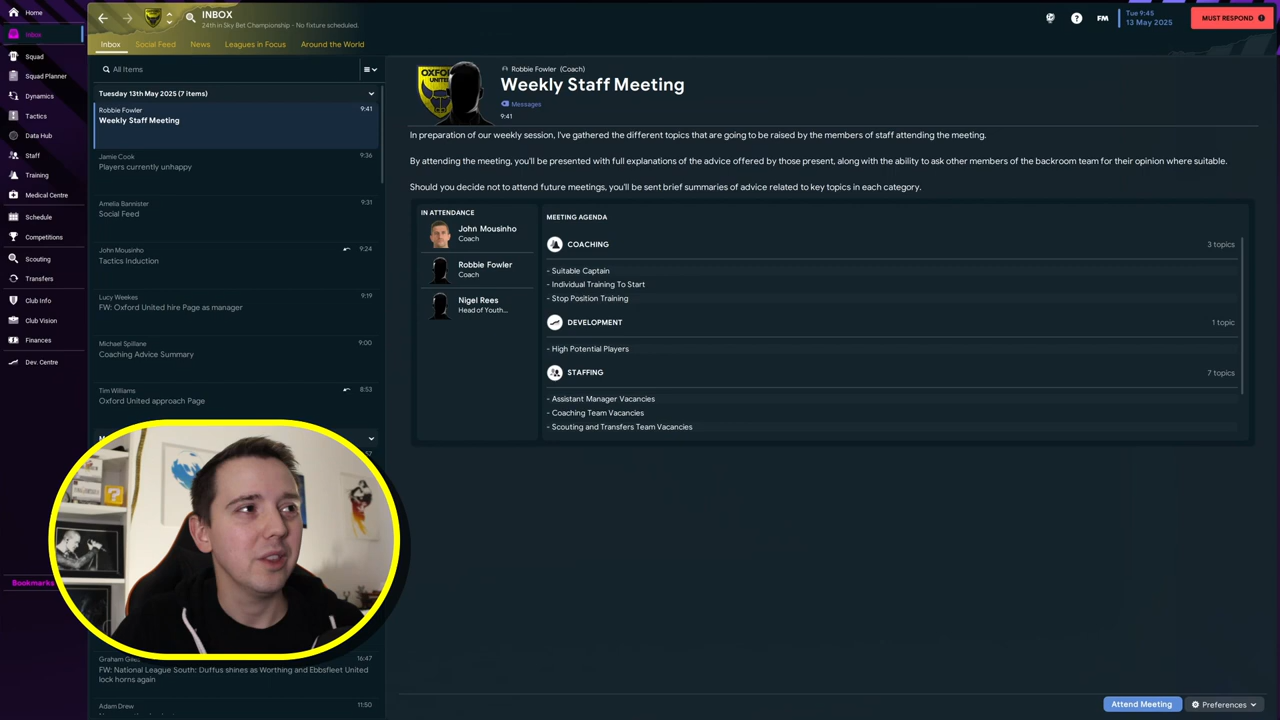 Home
Inbox
Squad
Squad Planner
Dynamics
Tactics
Data Hub
Staff
Training
Medical Centre
Schedule
Competitions
Scouting
Transfers
Club Info
Club Vision
Finances
Dev. Centre
Bookmarks
INBOX
24th in Sky Bet Championship - No fixture scheduled.
FM
Tue 9:45
13 May 2025
MUST RESPOND
Inbox
Social Feed
News
Leagues in Focus
Around the World
All Items
Tuesday 13th May 2025 (7 items)
Robbie Fowler 9:41
Weekly Staff Meeting
Jamie Cook 9:36
Players currently unhappy
Amelia Bannister 9:31
Social Feed
John Mousinho 9:24
Tactics Induction
Lucy Weekes 9:19
FW: Oxford United hire Page as manager
Michael Spillane 9:00
Coaching Advice Summary
Tim Williams 8:53
Oxford United approach Page
16:47
FW: National League South: Duffus shines as Worthing and Ebbsfleet United
lock horns again
Adam Drew 11:50
Robbie Fowler (Coach)
Weekly Staff Meeting
Messages
9:41
In preparation of our weekly session, I've gathered the different topics that are going to be raised by the members of staff attending the meeting.
By attending the meeting, you'll be presented with full explanations of the advice offered by those present, along with the ability to ask other members of the backroom team for their opinion where suitable.
Should you decide not to attend future meetings, you'll be sent brief summaries of advice related to key topics in each category.
IN ATTENDANCE
John Mousinho
Coach
Robbie Fowler
Coach
Nigel Rees
Head of Youth...
MEETING AGENDA
COACHING 3 topics
- Suitable Captain
- Individual Training To Start
- Stop Position Training
DEVELOPMENT 1 topic
- High Potential Players
STAFFING 7 topics
- Assistant Manager Vacancies
- Coaching Team Vacancies
- Scouting and Transfers Team Vacancies
Attend Meeting
Preferences